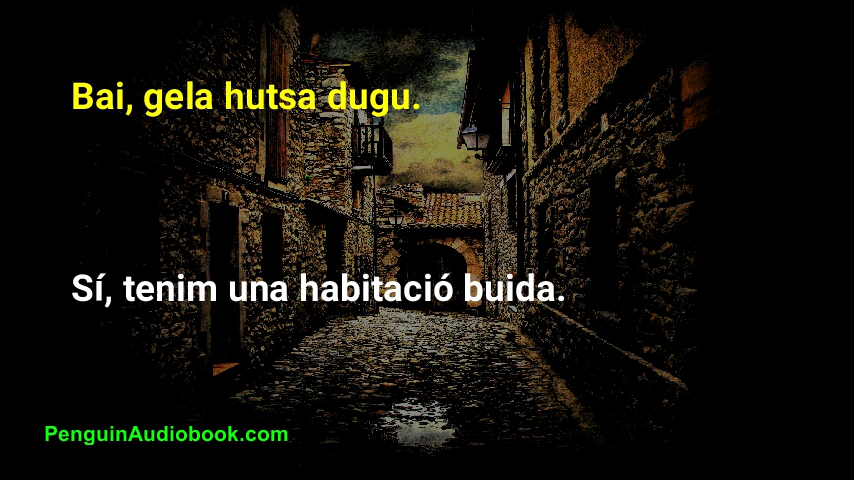 Bai, gela hutsa dugu.
Sí, tenim una habitació buida.
PenguinAudiobook.com